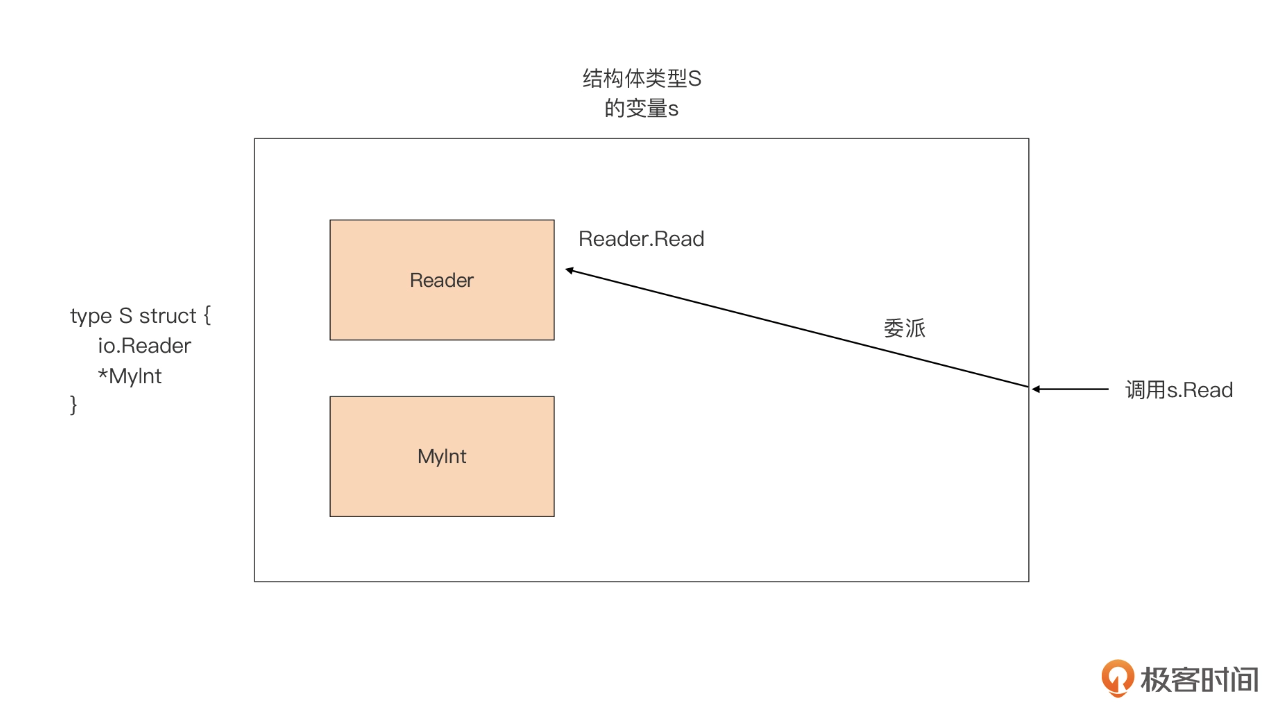 结构体类型S
的变量s
Reader.Read
Reader
委派
type S struct {
io.Reader
*MyInt
}
调用s.Read
MyInt
极客时间